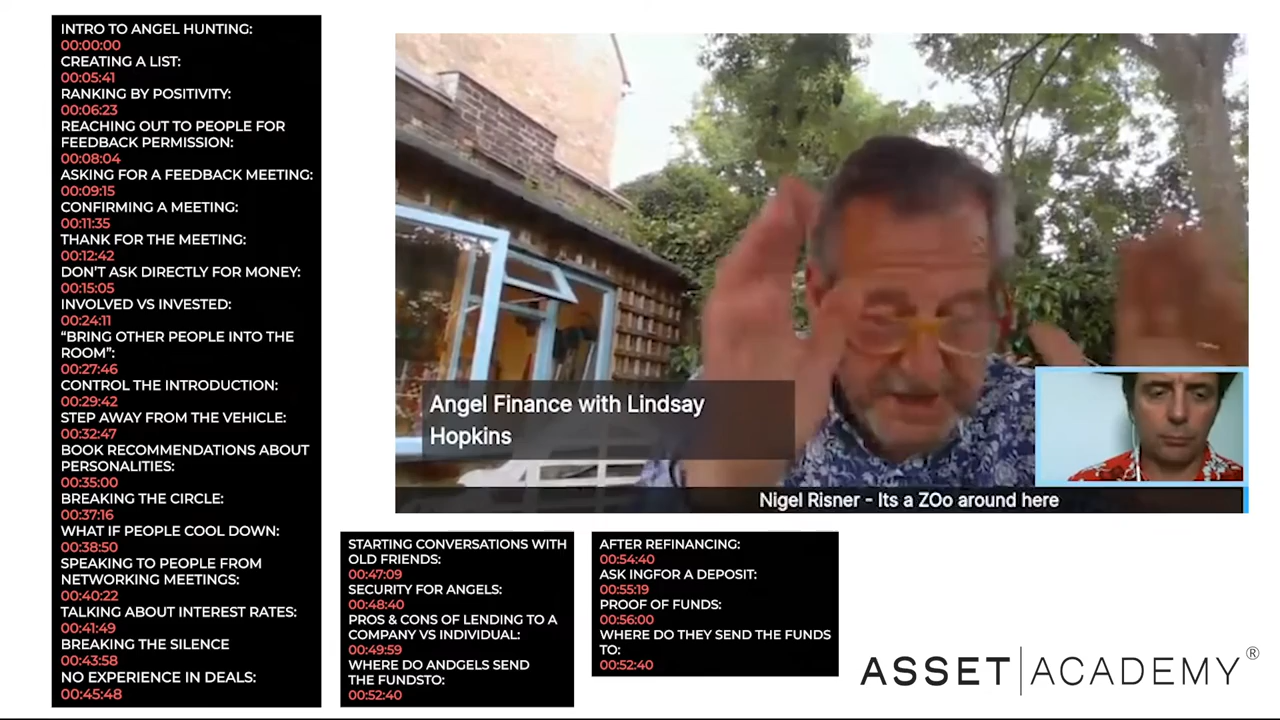 INTRO TO ANGEL HUNTING:
00:00:00
CREATING A LIST:
00:05:41
RANKING BY POSITIVITY:
00:06:23
REACHING OUT TO PEOPLE FOR
FEEDBACK PERMISSION:
00:08:04
ASKING FOR A FEEDBACK MEETING:
00:09:15
CONFIRMING A MEETING:
00:11:35
THANK FOR THE MEETING:
00:12:42
DON'T ASK DIRECTLY FOR MONEY:
00:15:05
INVOLVED VS INVESTED:
00:24:11
“BRING OTHER PEOPLE INTO THE
ROOM”:
00:27:46
CONTROL THE INTRODUCTION:
00:29:42
STEP AWAY FROM THE VEHICLE:
00:32:47
BOOK RECOMMENDATIONS ABOUT
PERSONALITIES:
00:35:00
BREAKING THE CIRCLE:
00:37:16
WHAT IF PEOPLE COOL DOWN:
00:38:50
SPEAKING TO PEOPLE FROM
NETWORKING MEETINGS:
00:40:22
TALKING ABOUT INTEREST RATES:
00:41:49
BREAKING THE SILENCE
00:43:58
NO EXPERIENCE IN DEALS:
00:45:48
Angel Finance with Lindsay
Hopkins
Nigel Risner - Its a ZOo around here
STARTING CONVERSATIONS WITH
OLD FRIENDS:
00:47:09
SECURITY FOR ANGELS:
00:48:40
PROS & CONS OF LENDING TO A
COMPANY VS INDIVIDUAL:
00:49:59
WHERE DO ANDGELS SEND
THE FUNDSTO:
00:52:40
AFTER REFINANCING:
00:54:40
ASK INGFOR A DEPOSIT:
00:55:19
PROOF OF FUNDS:
00:56:00
WHERE DO THEY SEND THE FUNDS
TO:
00:52:40
ASSET|ACADEMY®